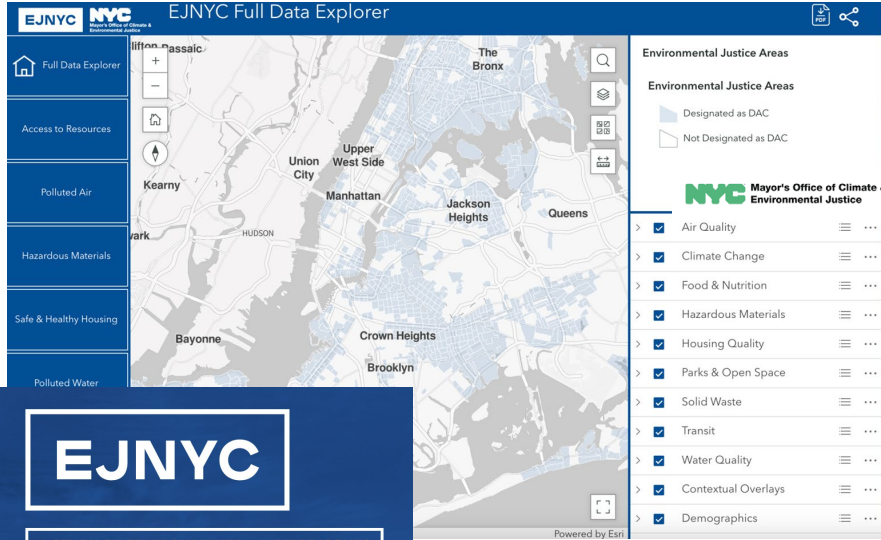 EJNYC
NYC
Mayor's Office of Climate &
Environmental Justice
EJNYC Full Data Explorer
PDF
Full Data Explorer
Access to Resources
Polluted Air
Hazardous Materials
Safe & Healthy Housing
Polluted Water
Passaic
The
Bronx
Upper
West Side
Union
City
Kearny
Manhattan
Jackson
Heights
Queens
HUDSON
Crown Heights
Bayonne
Brooklyn
Powered by Esri
Environmental Justice Areas
Environmental Justice Areas
Designated as DAC
Not Designated as DAC
NYC
Mayor's Office of Climate
Environmental Justice
Air Quality
Climate Change
Food & Nutrition
Hazardous Materials
Housing Quality
Parks & Open Space
Solid Waste
Transit
Water Quality
Contextual Overlays
Demographics
EJNYC